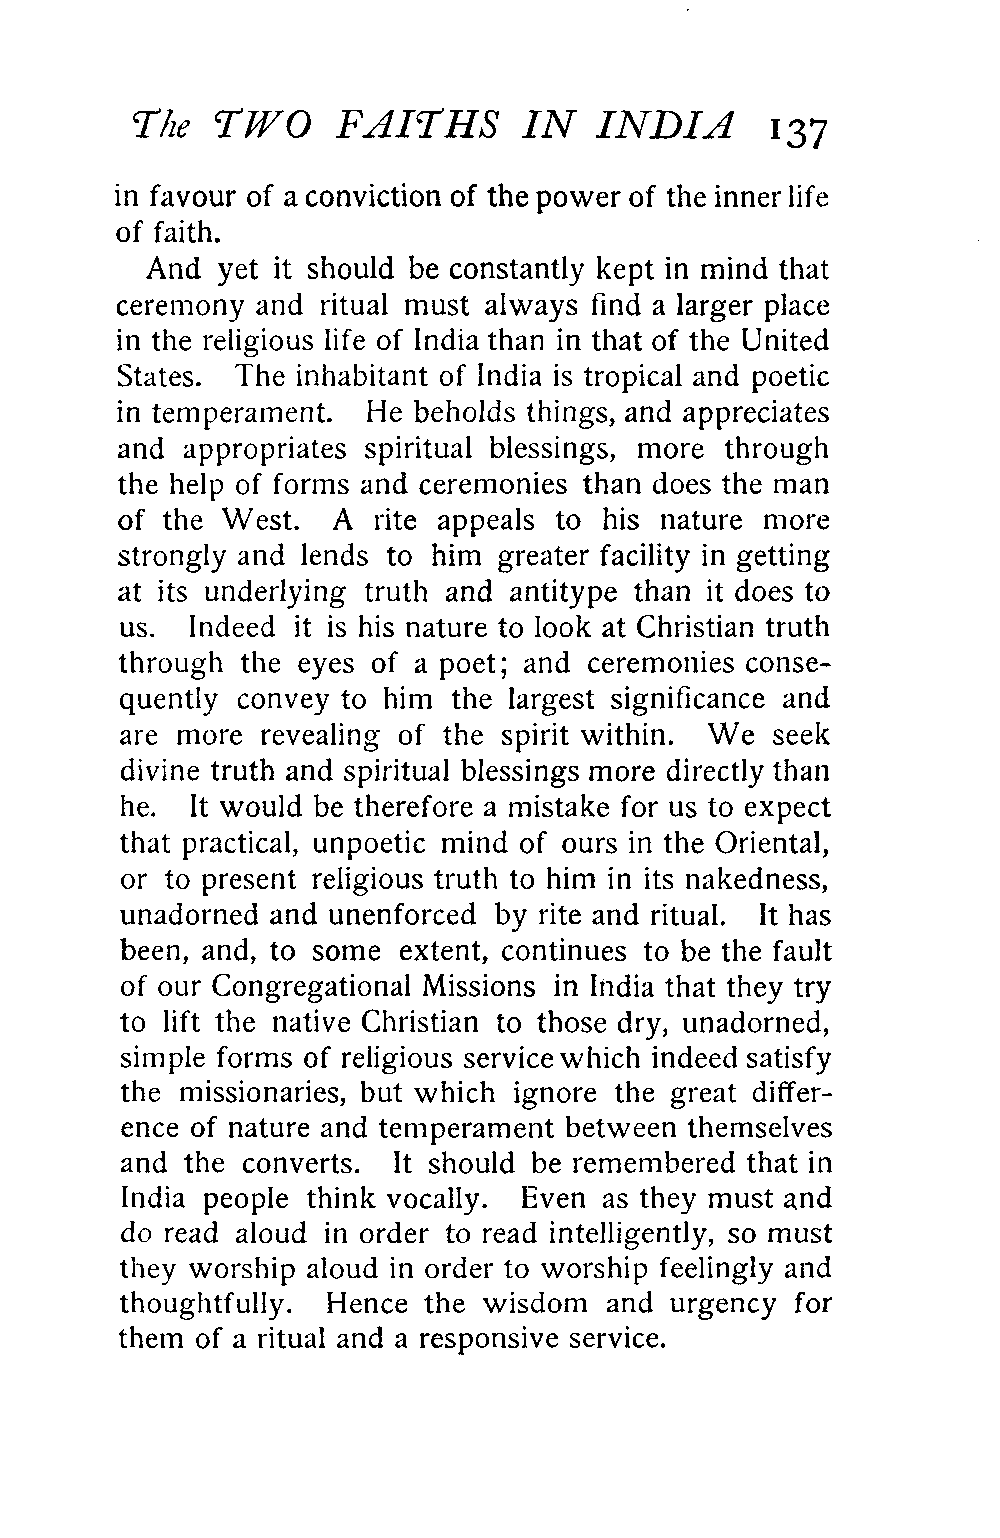 The TWO FAITHS IN INDIA 137
in favour of a conviction of the power of the inner life
of faith.
And yet it should be constantly kept in mind that
ceremony and ritual must always find a larger place
in the religious life of India than in that of the United
States. The inhabitant of India is tropical and poetic
in temperament. He beholds things, and appreciates
and appropriates spiritual blessings, more through
the help of forms and ceremonies than does the man
of the West. A rite appeals to his nature more
strongly and lends to him greater facility in getting
at its underlying truth and antitype than it does to
us. Indeed it is his nature to look at Christian truth
through the eyes of a poet; and ceremonies conse-
quently convey to him the largest significance and
are more revealing of the spirit within. We seek
divine truth and spiritual blessings more directly than
he. It would be therefore a mistake for us to expect
that practical, unpoetic mind of ours in the Oriental,
or to present religious truth to him in its nakedness,
unadorned and unenforced by rite and ritual. It has
been, and, to some extent, continues to be the fault
of our Congregational Missions in India that they try
to lift the native Christian to those dry, unadorned,
simple forms of religious service which indeed satisfy
the missionaries, but which ignore the great differ-
ence of nature and temperament between themselves
and the converts. It should be remembered that in
India people think vocally. Even as they must and
do read aloud in order to read intelligently, so must
they worship aloud in order to worship feelingly and
thoughtfully. Hence the wisdom and urgency for
them of a ritual and a responsive service.